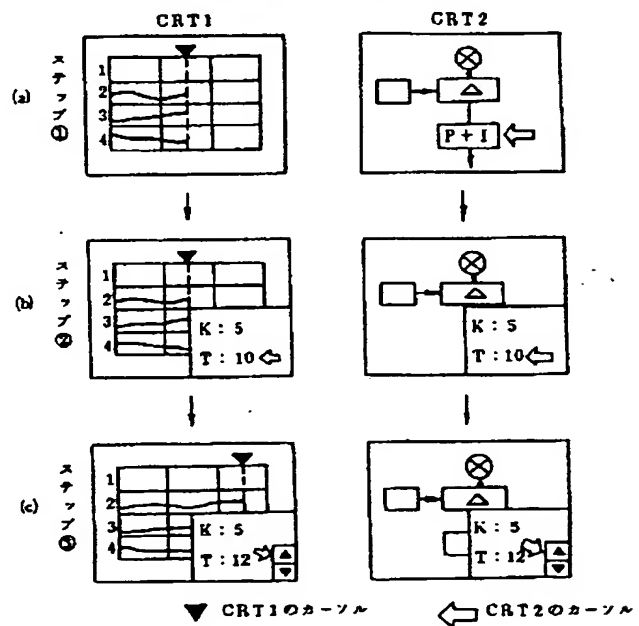 CRT1 CRT2
(a) ステップ① 1 2 3 4 P+I
(b) ステップ② 1 2 3 4 K:5 T:10 K:5 T:10
(c) ステップ③ 1 2 3 4 K:5 T:12 K:5 T:12
▼ CRT1のカーソル ⇦ CRT2のカーソル